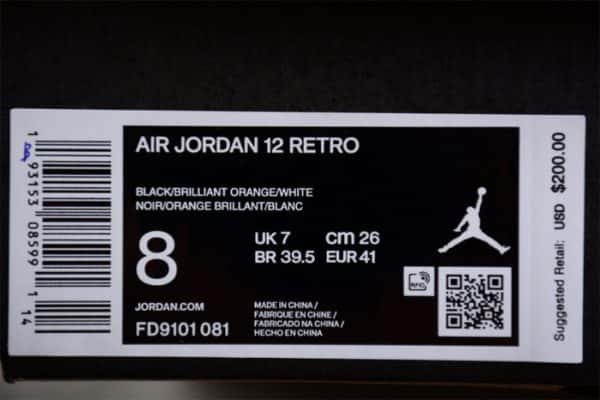 AIR JORDAN 12 RETRO
BLACK/BRILLIANT ORANGE/WHITE
NOIR/ORANGE BRILLANT/BLANC
8
UK 7 cm 26
BR 39.5 EUR 41
JORDAN.COM
FD9101 081
MADE IN CHINA/
FABRIQUE EN CHINE /
FABRICADO NA CHINA /
HECHO EN CHINA
RFID
Suggested Retail: USD $200.00
1 93153 08599 1 14